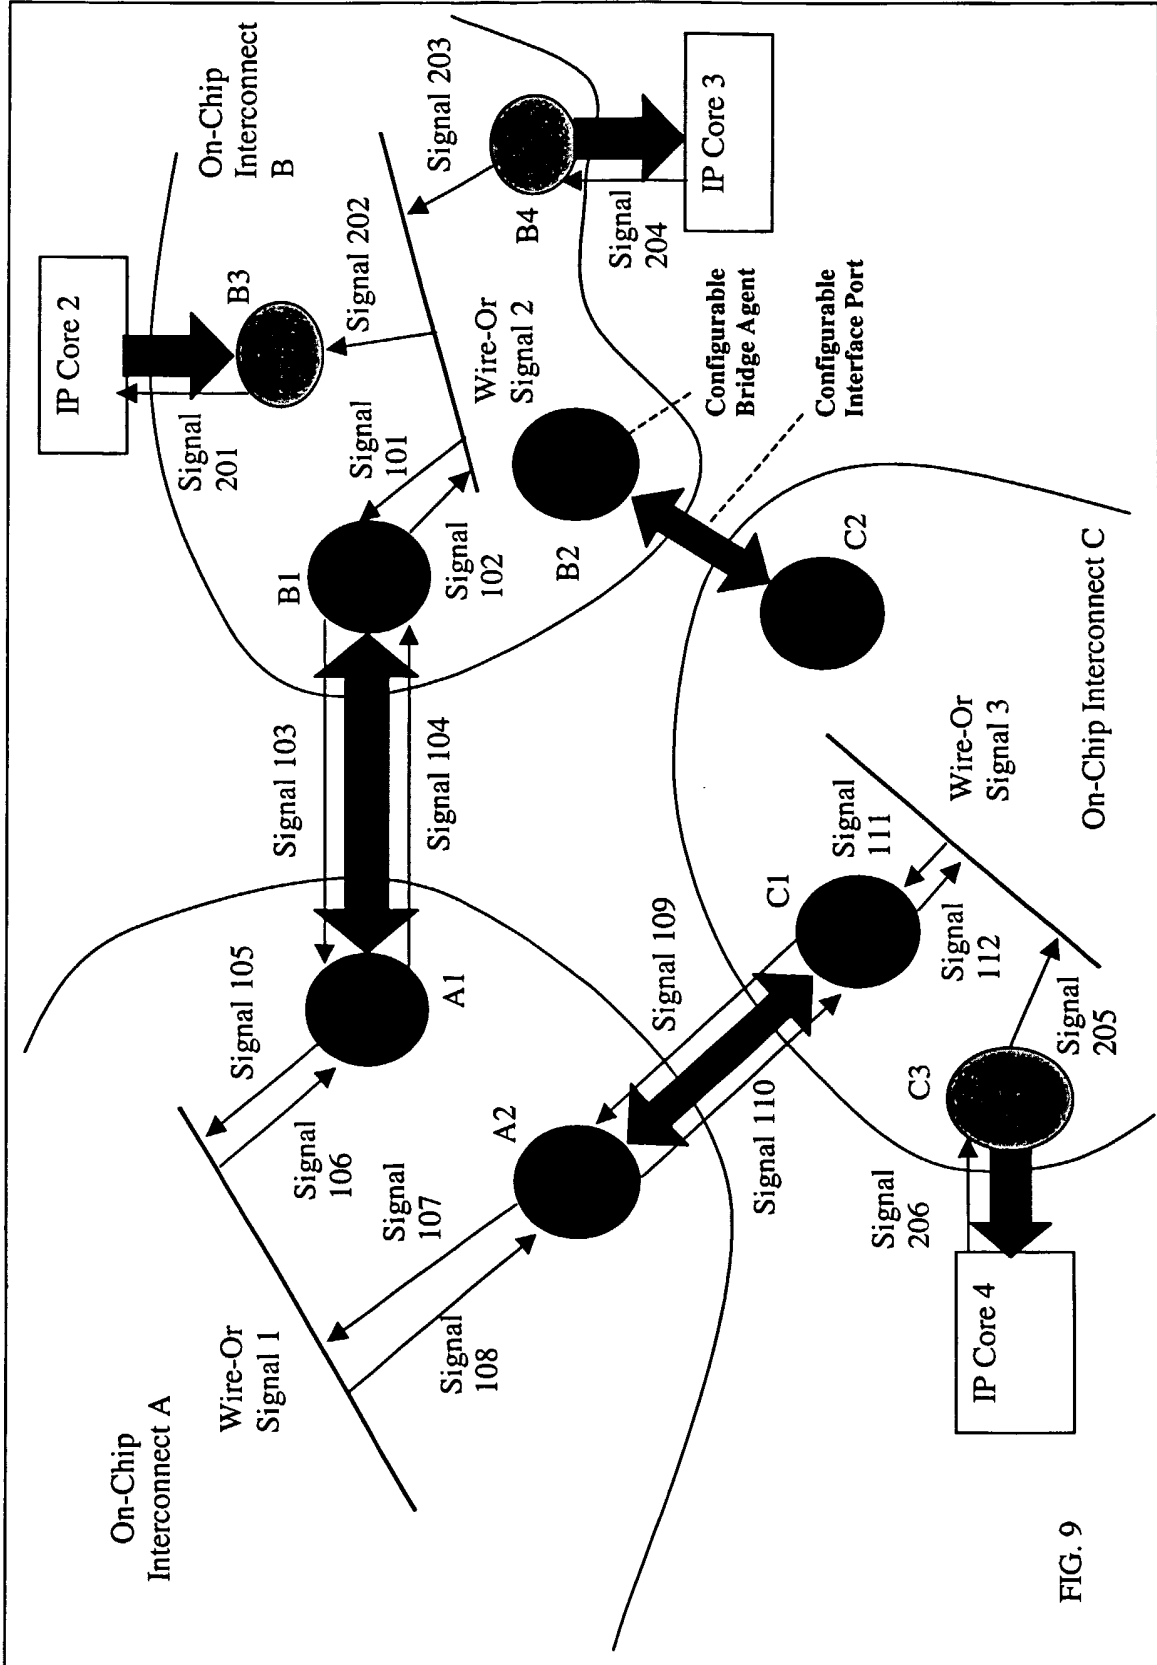 On-Chip
Interconnect A
Wire-Or
Signal 1
Signal 105
Signal
106
Signal
107
Signal
108
A1
A2
Signal 103
Signal 104
Signal 109
Signal 110
On-Chip
Interconnect
B
IP Core 2
Signal
201
B3
Signal 202
Signal 203
Signal
101
Signal
102
B1
Wire-Or
Signal 2
B4
Signal
204
IP Core 3
B2
Configurable
Bridge Agent
Configurable
Interface Port
C2
C1
Signal
111
Signal
112
Wire-Or
Signal 3
On-Chip Interconnect C
C3
Signal
205
Signal
206
IP Core 4
FIG. 9